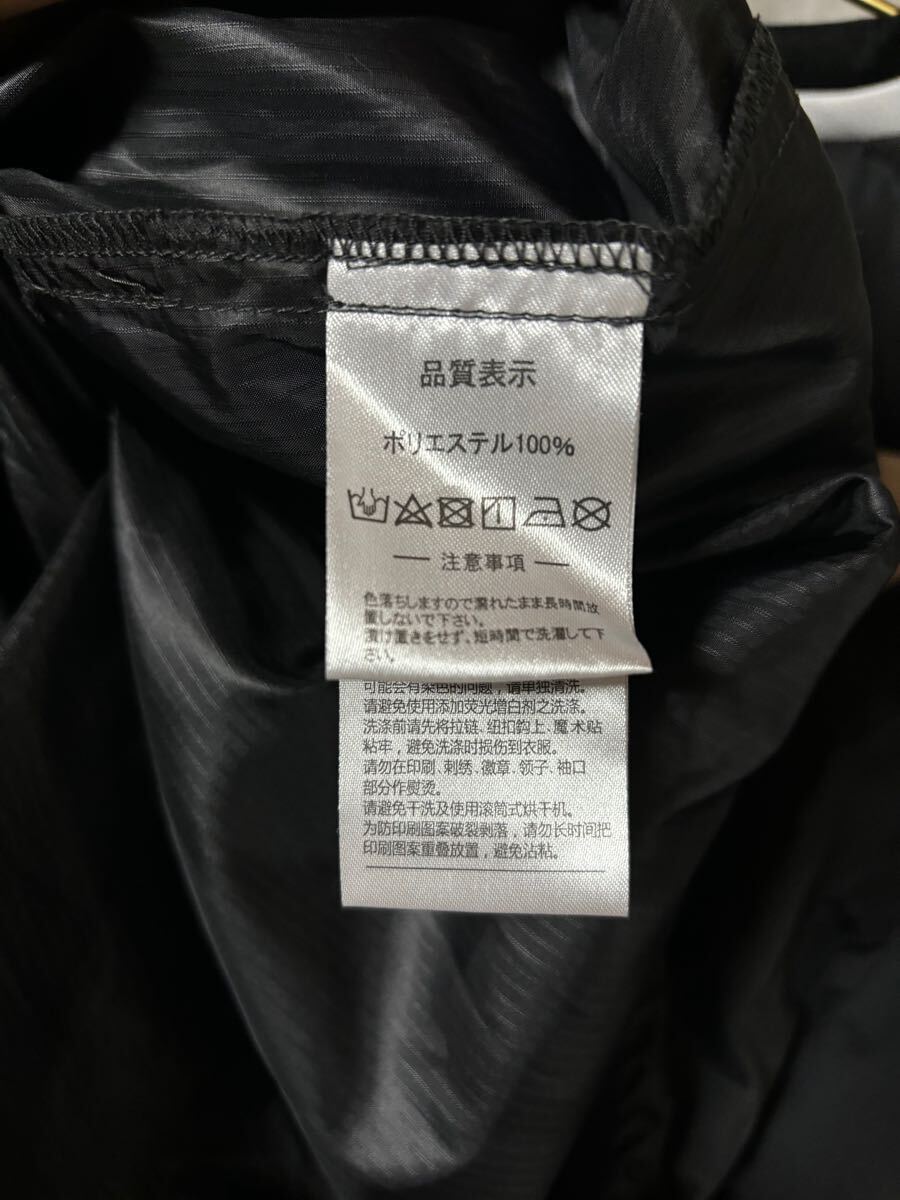 品質表示
ポリエステル100%
注意事項
色落ちしますので濡れたまま長時間放
置しないで下さい。
漬け置きをせず、短時間で洗濯して下
さい。
可能会有染色的问题，请单独清洗。
请避免使用添加荧光增白剂之洗涤。
洗涤前请先将拉链、纽扣鈎上、魔术贴
粘牢，避免洗涤时损伤到衣服。
请勿在印刷、刺绣、徽章、领子、袖口
部分作熨烫。
请避免干洗及使用滚筒式烘干机。
为防印刷图案破裂剥落，请勿长时间把
印刷图案重叠放置，避免沾粘。